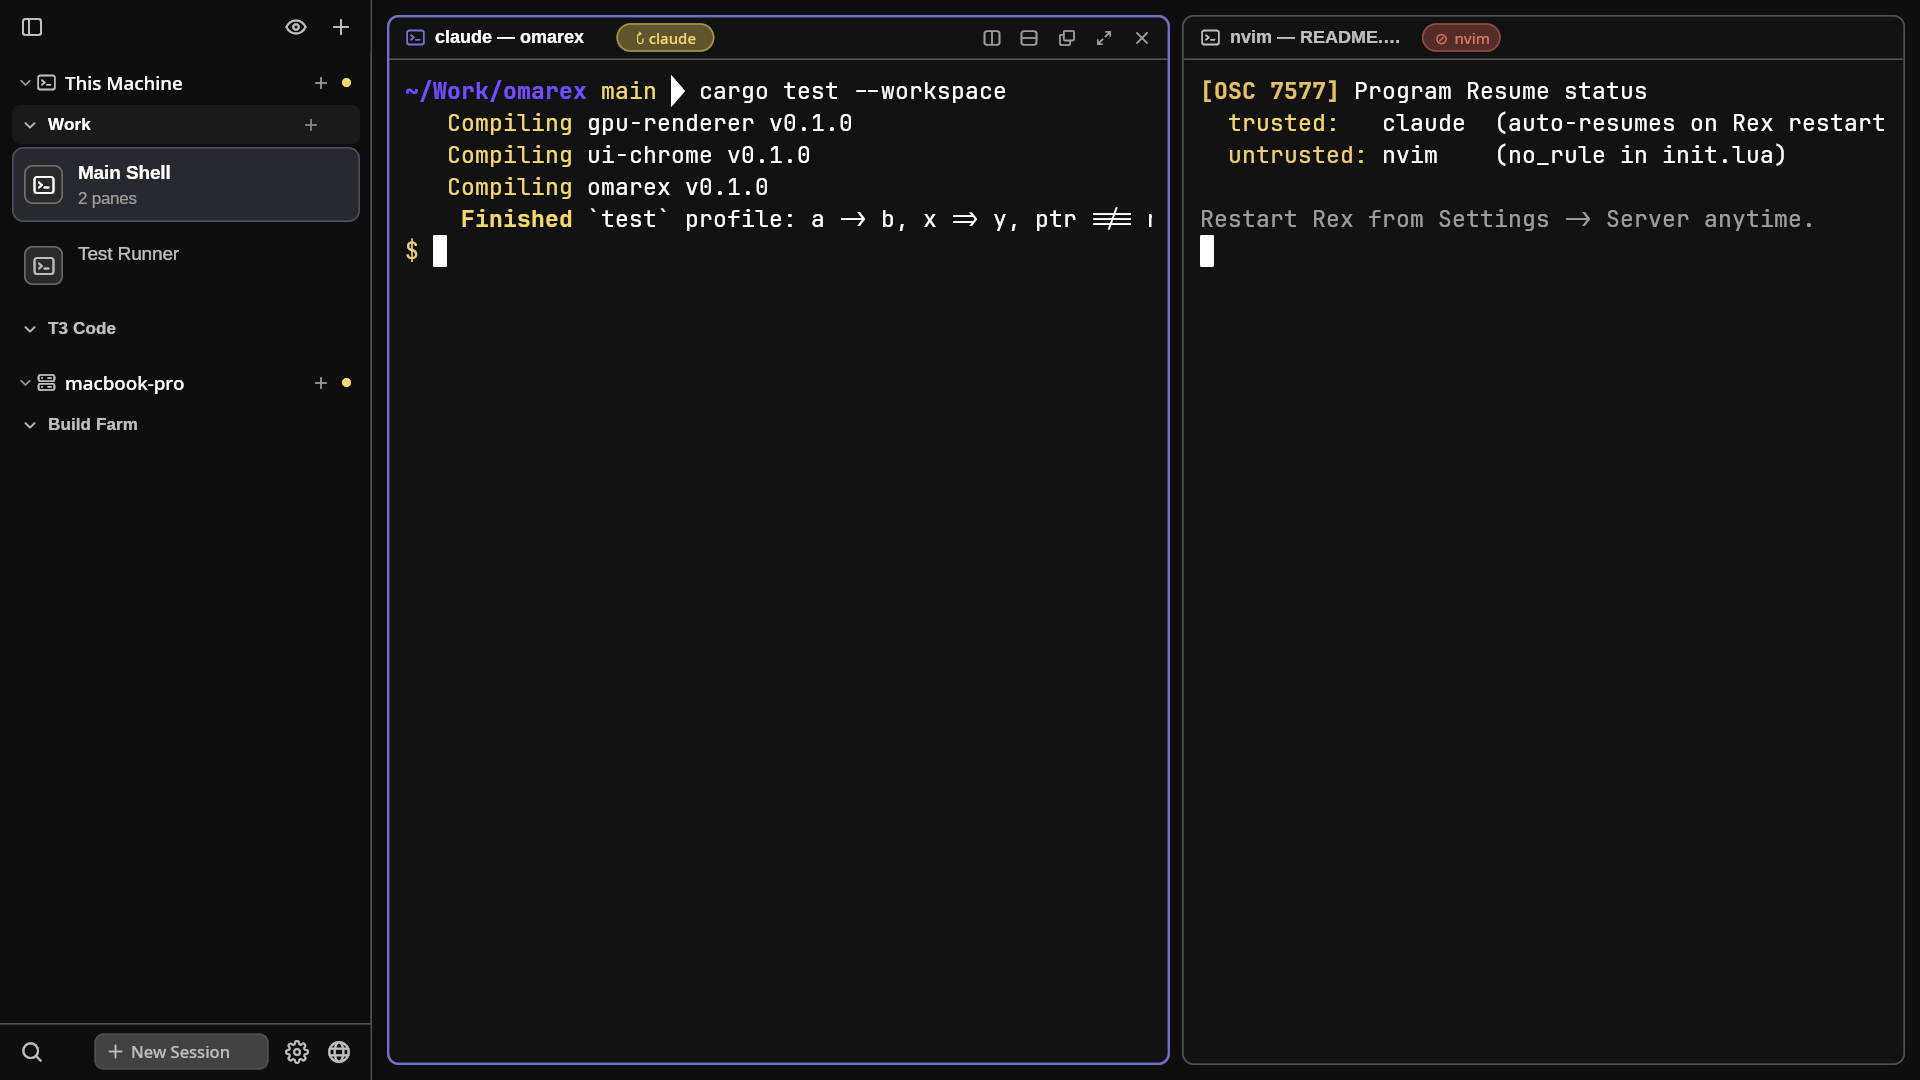 This Machine
Work
Main Shell
2 panes
Test Runner
T3 Code
macbook-pro
Build Farm
New Session
claude — omarex
claude
~/Work/omarex main cargo test --workspace
Compiling gpu-renderer v0.1.0
Compiling ui-chrome v0.1.0
Compiling omarex v0.1.0
Finished `test` profile: a -> b, x => y, ptr !==
$
nvim — README.…
nvim
[OSC 7577] Program Resume status
trusted: claude (auto-resumes on Rex restart
untrusted: nvim (no_rule in init.lua)
Restart Rex from Settings -> Server anytime.